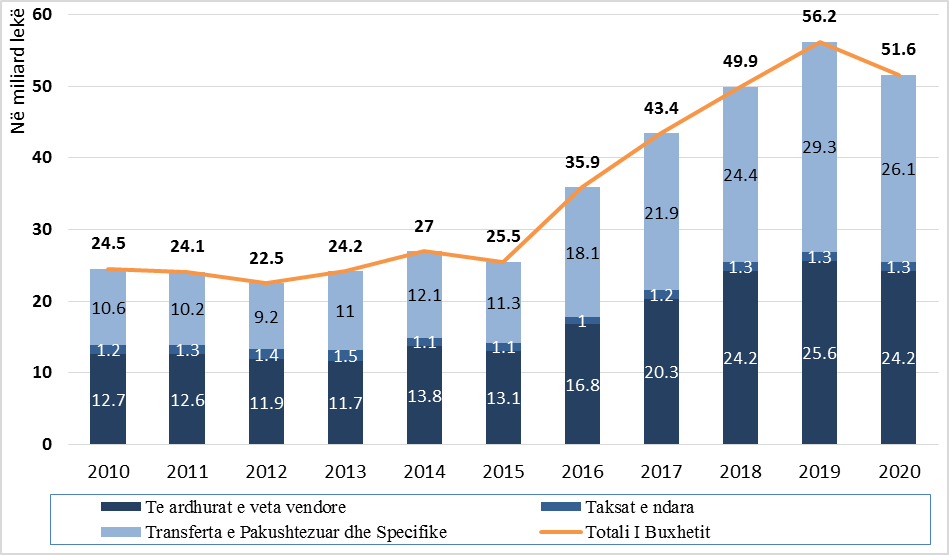 Në miliard lekë
60
50
40
30
20
10
0
24.5 24.1 22.5 24.2 27 25.5 35.9 43.4 49.9 56.2 51.6
10.6 10.2 9.2 11 12.1 11.3 18.1 21.9 24.4 29.3 26.1
1.2 1.3 1.4 1.5 1.1 1.1 1 1.2 1.3 1.3 1.3
12.7 12.6 11.9 11.7 13.8 13.1 16.8 20.3 24.2 25.6 24.2
2010 2011 2012 2013 2014 2015 2016 2017 2018 2019 2020
Te ardhurat e veta vendore Taksat e ndara
Transferta e Pakushtezuar dhe Specifike Totali I Buxhetit